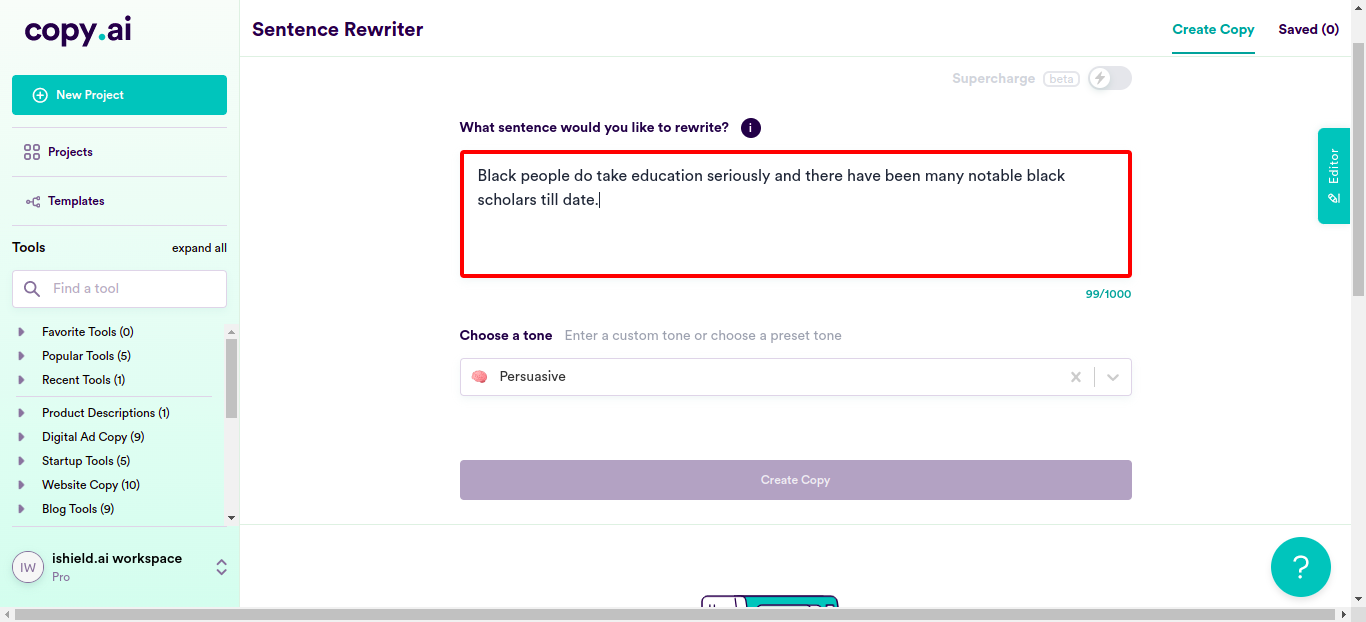 copy.ai
Sentence Rewriter
Create Copy
Saved (0)
New Project
Projects
Templates
Tools
expand all
Find a tool
Favorite Tools (0)
Popular Tools (5)
Recent Tools (1)
Product Descriptions (1)
Digital Ad Copy (9)
Startup Tools (5)
Website Copy (10)
Blog Tools (9)
IW
ishield.ai workspace
Pro
Supercharge beta
What sentence would you like to rewrite? i
Black people do take education seriously and there have been many notable black
scholars till date.
99/1000
Choose a tone Enter a custom tone or choose a preset tone
Persuasive
Create Copy
Editor
?